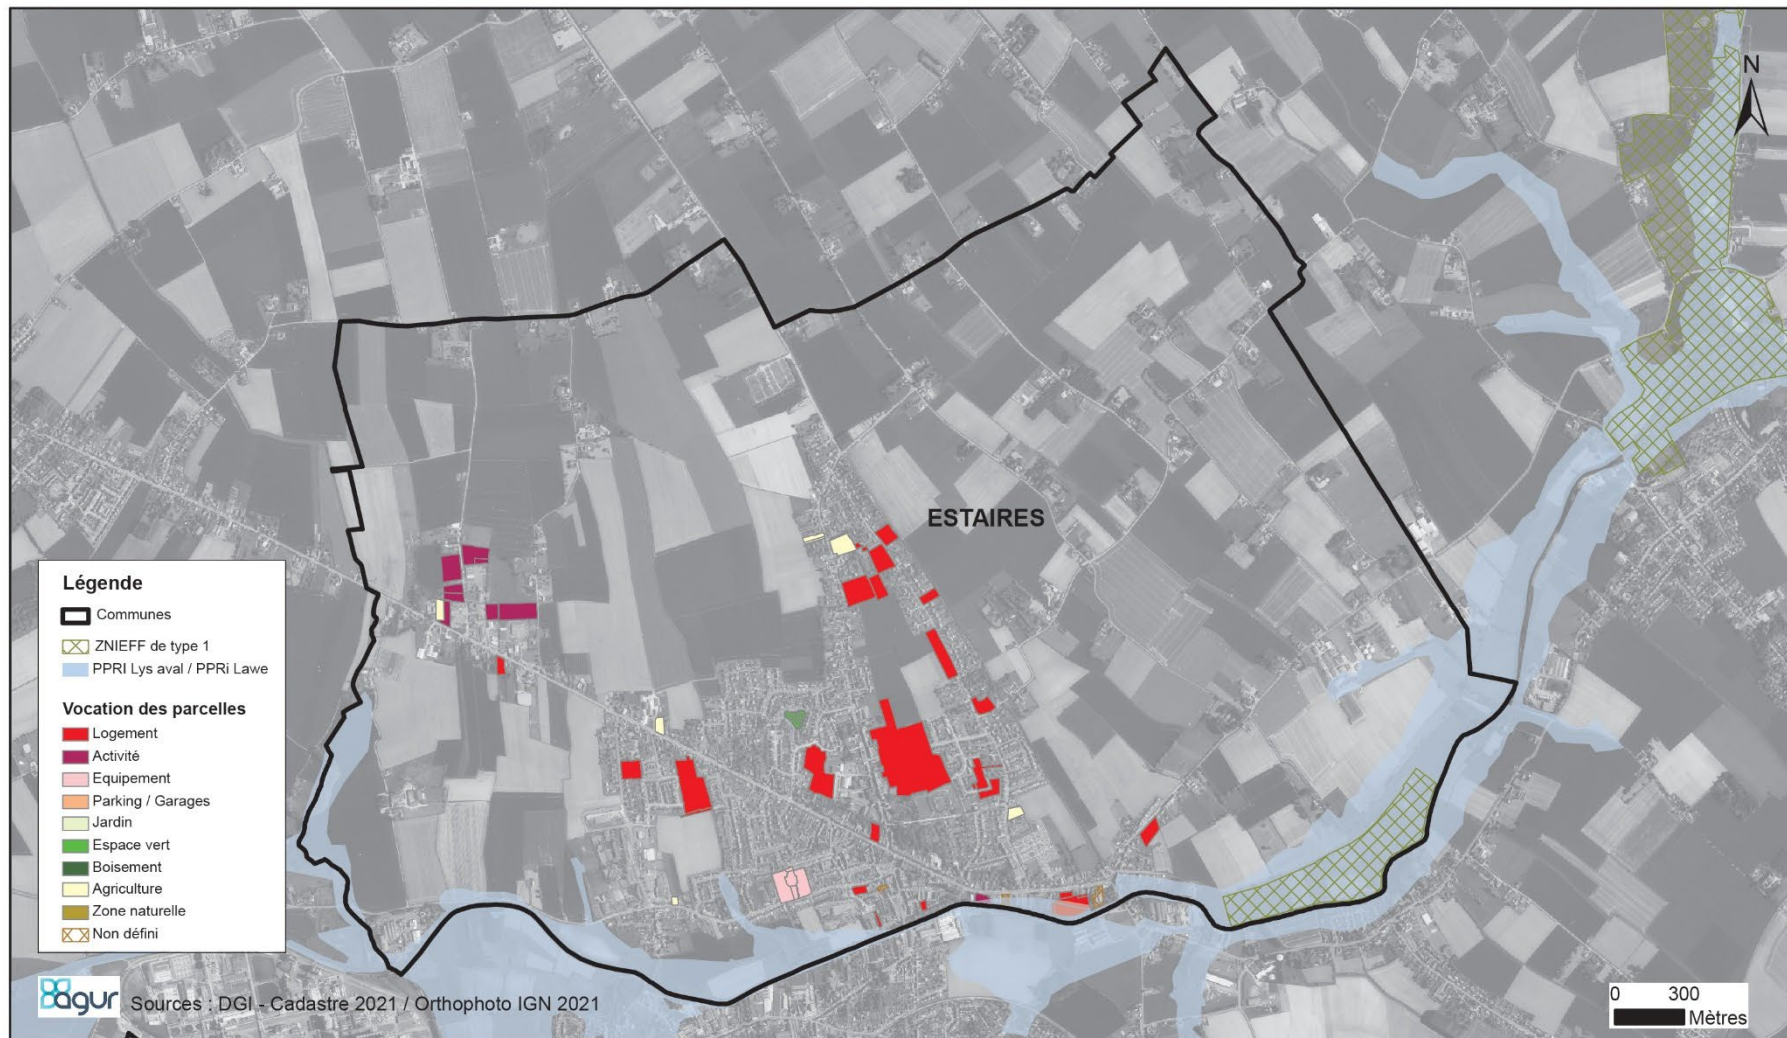 N
ESTAIRES
Légende
Communes
ZNIEFF de type 1
PPRI Lys aval / PPRi Lawe
Vocation des parcelles
Logement
Activité
Equipement
Parking / Garages
Jardin
Espace vert
Boisement
Agriculture
Zone naturelle
Non défini
agur Sources : DGI - Cadastre 2021 / Orthophoto IGN 2021
0 300
Mètres